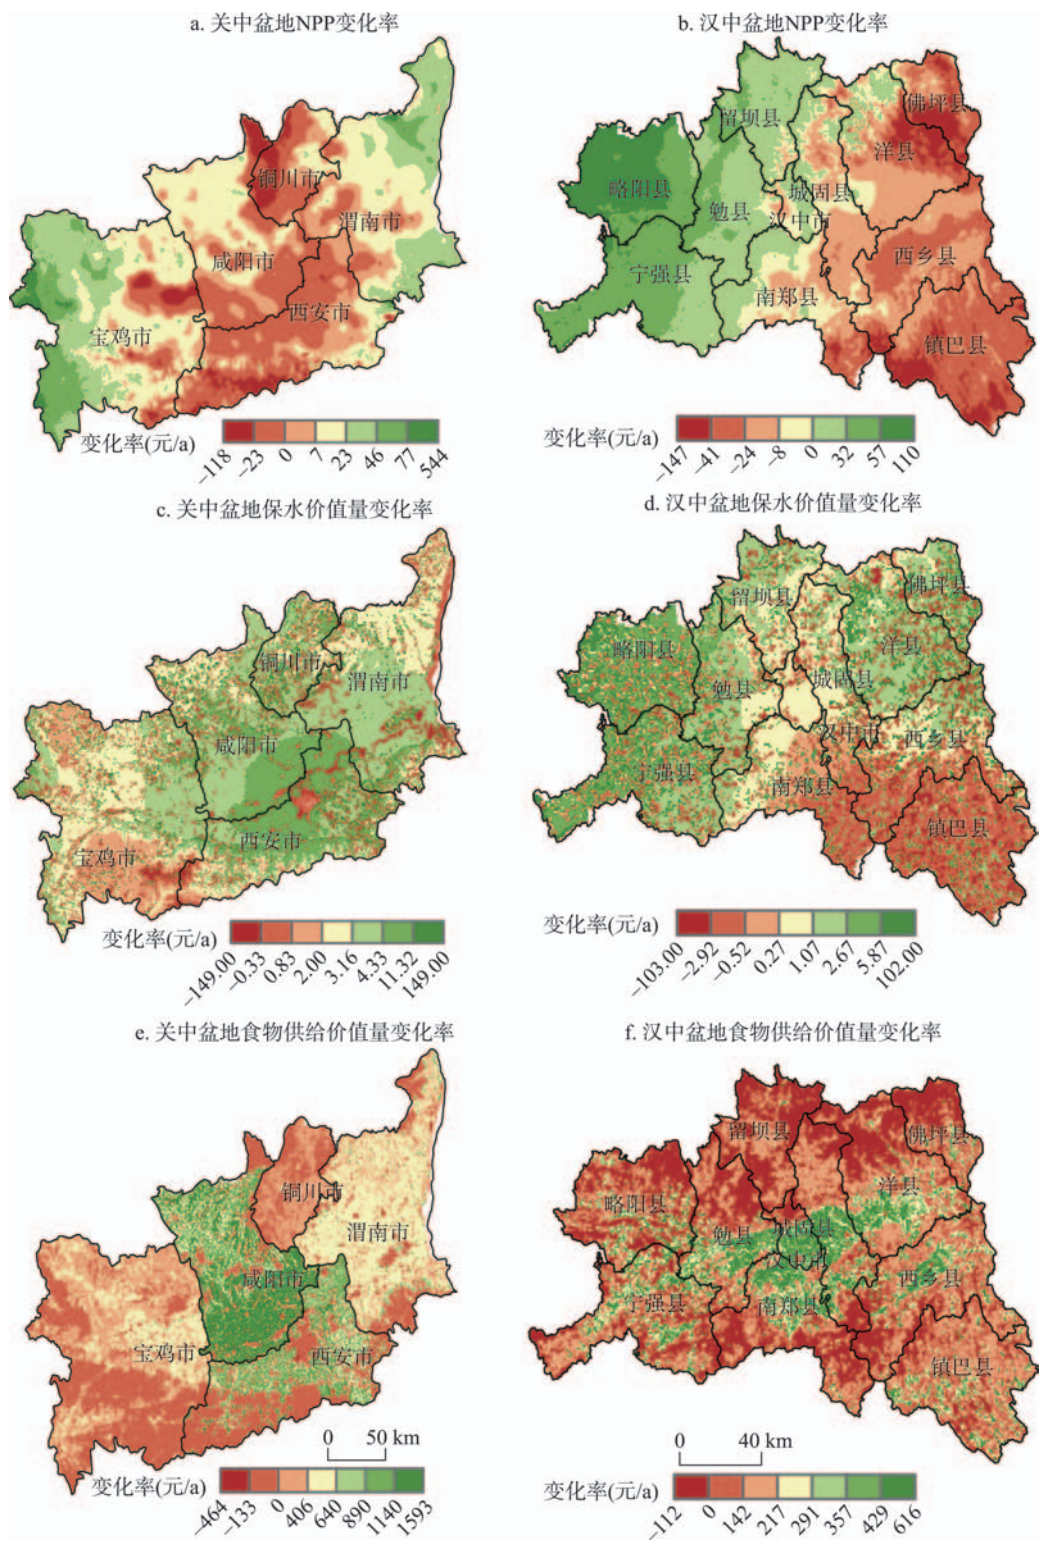 a. 关中盆地NPP变化率
铜川市
渭南市
咸阳市
西安市
宝鸡市
变化率(元/a)
−118
−23
0
7
23
46
77
544
b. 汉中盆地NPP变化率
佛坪县
留坝县
洋县
略阳县
城固县
勉县
汉中市
西乡县
宁强县
南郑县
镇巴县
变化率(元/a)
−147
−41
−24
−8
0
32
57
110
c. 关中盆地保水价值量变化率
铜川市
渭南市
咸阳市
西安市
宝鸡市
变化率(元/a)
−149.00
−0.33
0.83
2.00
3.16
4.33
11.32
149.00
d. 汉中盆地保水价值量变化率
佛坪县
留坝县
洋县
略阳县
城固县
勉县
汉中市
西乡县
宁强县
南郑县
镇巴县
变化率(元/a)
−103.00
−2.92
−0.52
0.27
1.07
2.67
5.87
102.00
e. 关中盆地食物供给价值量变化率
铜川市
渭南市
咸阳市
宝鸡市
西安市
0 50 km
变化率(元/a)
−464
−133
0
406
640
890
1140
1593
f. 汉中盆地食物供给价值量变化率
留坝县
佛坪县
洋县
略阳县
城固县
勉县
汉中市
西乡县
宁强县
南郑县
镇巴县
0 40 km
变化率(元/a)
−112
0
142
217
291
357
429
616